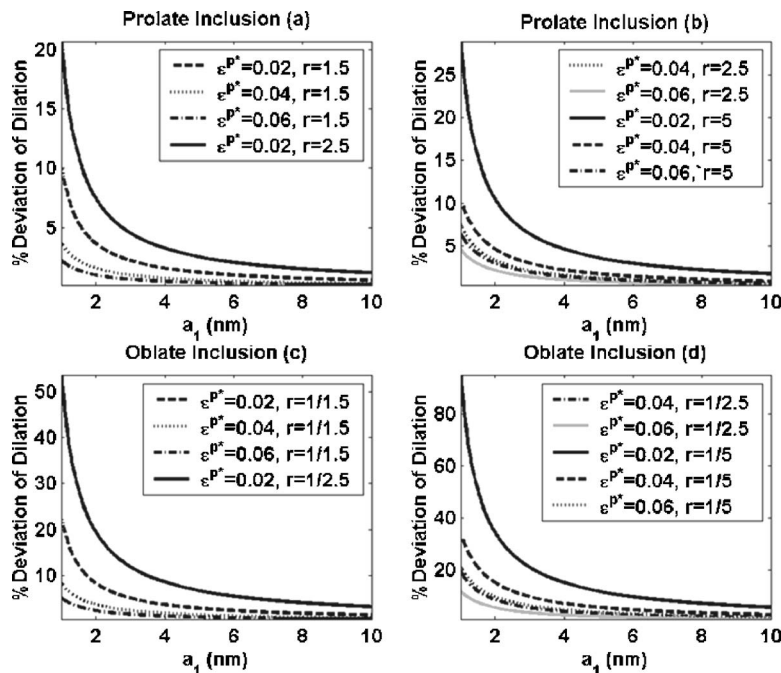 Prolate Inclusion (a)
% Deviation of Dilation
20
15
10
5
εᵖ*=0.02, r=1.5
εᵖ*=0.04, r=1.5
εᵖ*=0.06, r=1.5
εᵖ*=0.02, r=2.5
2 4 6 8 10
a₁ (nm)
Prolate Inclusion (b)
% Deviation of Dilation
25
20
15
10
5
εᵖ*=0.04, r=2.5
εᵖ*=0.06, r=2.5
εᵖ*=0.02, r=5
εᵖ*=0.04, r=5
εᵖ*=0.06,`r=5
2 4 6 8 10
a₁ (nm)
Oblate Inclusion (c)
% Deviation of Dilation
50
40
30
20
10
εᵖ*=0.02, r=1/1.5
εᵖ*=0.04, r=1/1.5
εᵖ*=0.06, r=1/1.5
εᵖ*=0.02, r=1/2.5
2 4 6 8 10
a₁ (nm)
Oblate Inclusion (d)
% Deviation of Dilation
80
60
40
20
εᵖ*=0.04, r=1/2.5
εᵖ*=0.06, r=1/2.5
εᵖ*=0.02, r=1/5
εᵖ*=0.04, r=1/5
εᵖ*=0.06, r=1/5
2 4 6 8 10
a₁ (nm)